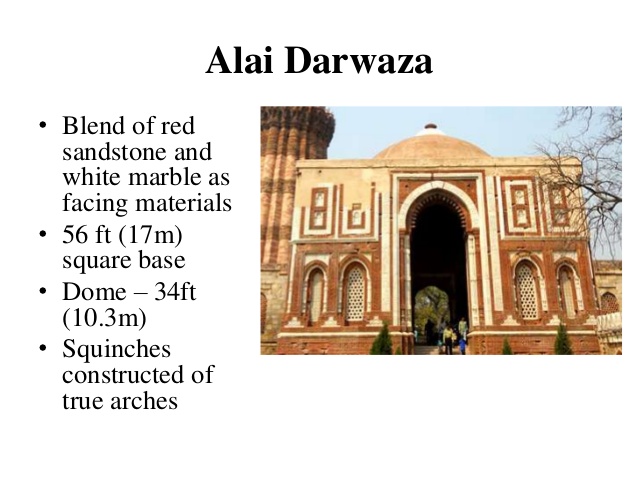 Alai Darwaza
• Blend of red
sandstone and
white marble as
facing materials
• 56 ft (17m)
square base
• Dome – 34ft
(10.3m)
• Squinches
constructed of
true arches